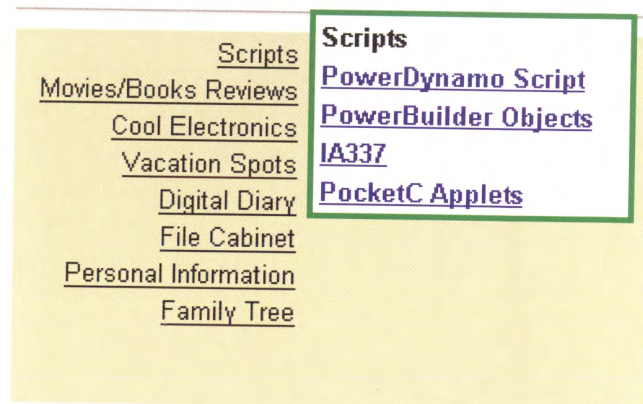 Scripts
Movies/Books Reviews
Cool Electronics
Vacation Spots
Digital Diary
File Cabinet
Personal Information
Family Tree
Scripts
PowerDynamo Script
PowerBuilder Objects
IA337
PocketC Applets